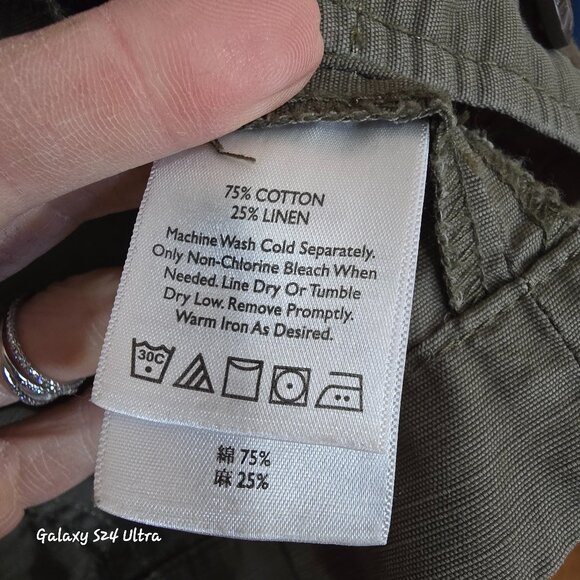 75% COTTON
25% LINEN
Machine Wash Cold Separately.
Only Non-Chlorine Bleach When
Needed. Line Dry Or Tumble
Dry Low. Remove Promptly.
Warm Iron As Desired.
30C
綿 75%
麻 25%
Galaxy S24 Ultra